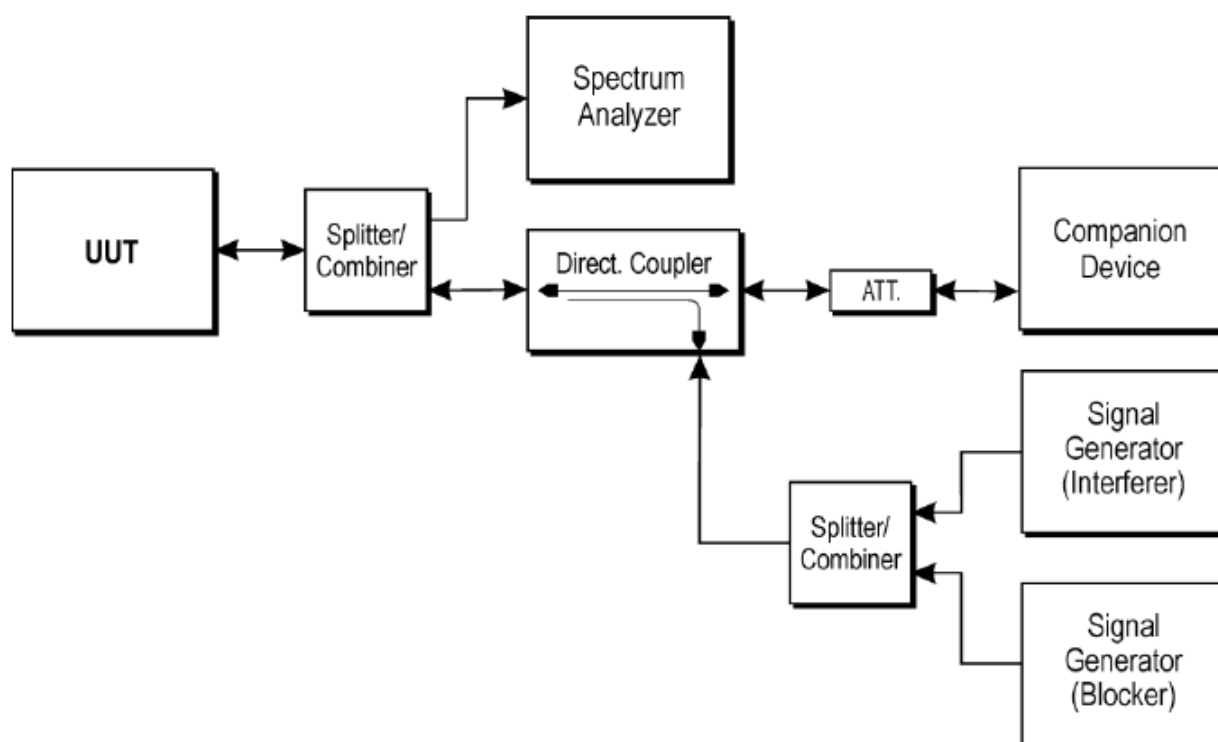 Spectrum
Analyzer
UUT
Splitter/
Combiner
Direct. Coupler
ATT.
Companion
Device
Signal
Generator
(Interferer)
Splitter/
Combiner
Signal
Generator
(Blocker)